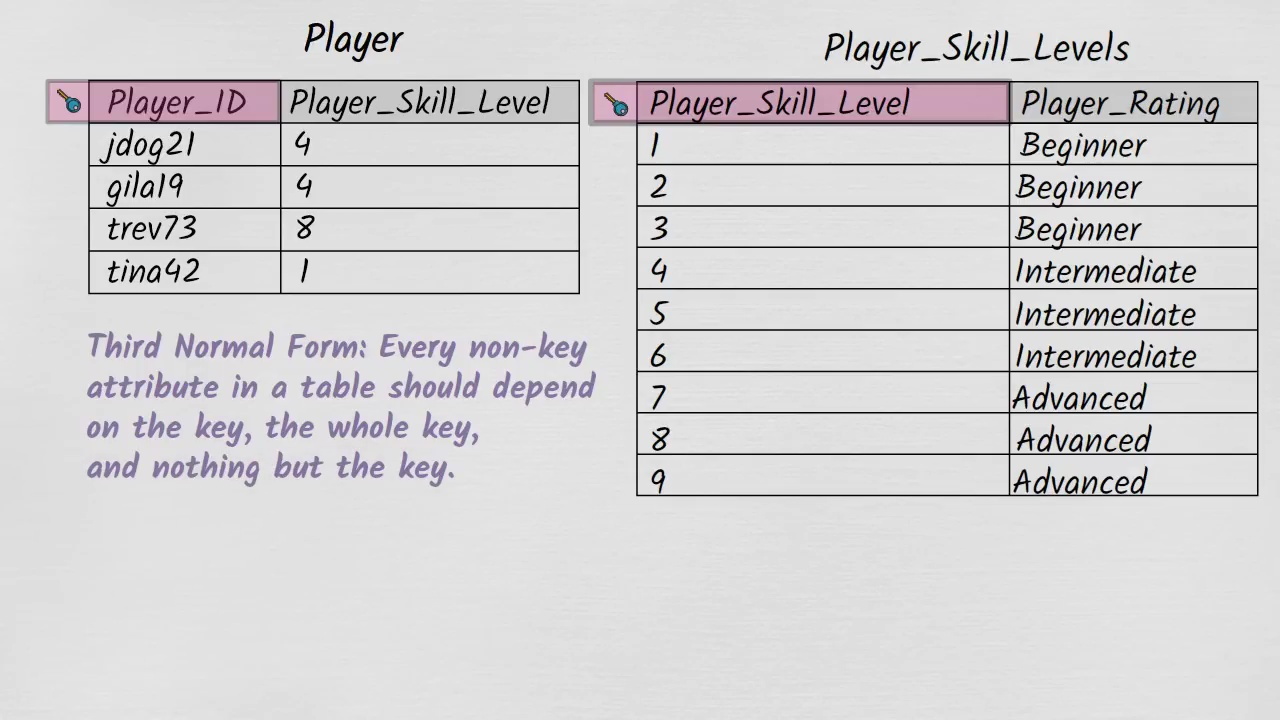 Player
Player_ID Player_Skill_Level
jdog21 4
gila19 4
trev73 8
tina42 1
Third Normal Form: Every non-key
attribute in a table should depend
on the key, the whole key,
and nothing but the key.
Player_Skill_Levels
Player_Skill_Level Player_Rating
1 Beginner
2 Beginner
3 Beginner
4 Intermediate
5 Intermediate
6 Intermediate
7 Advanced
8 Advanced
9 Advanced